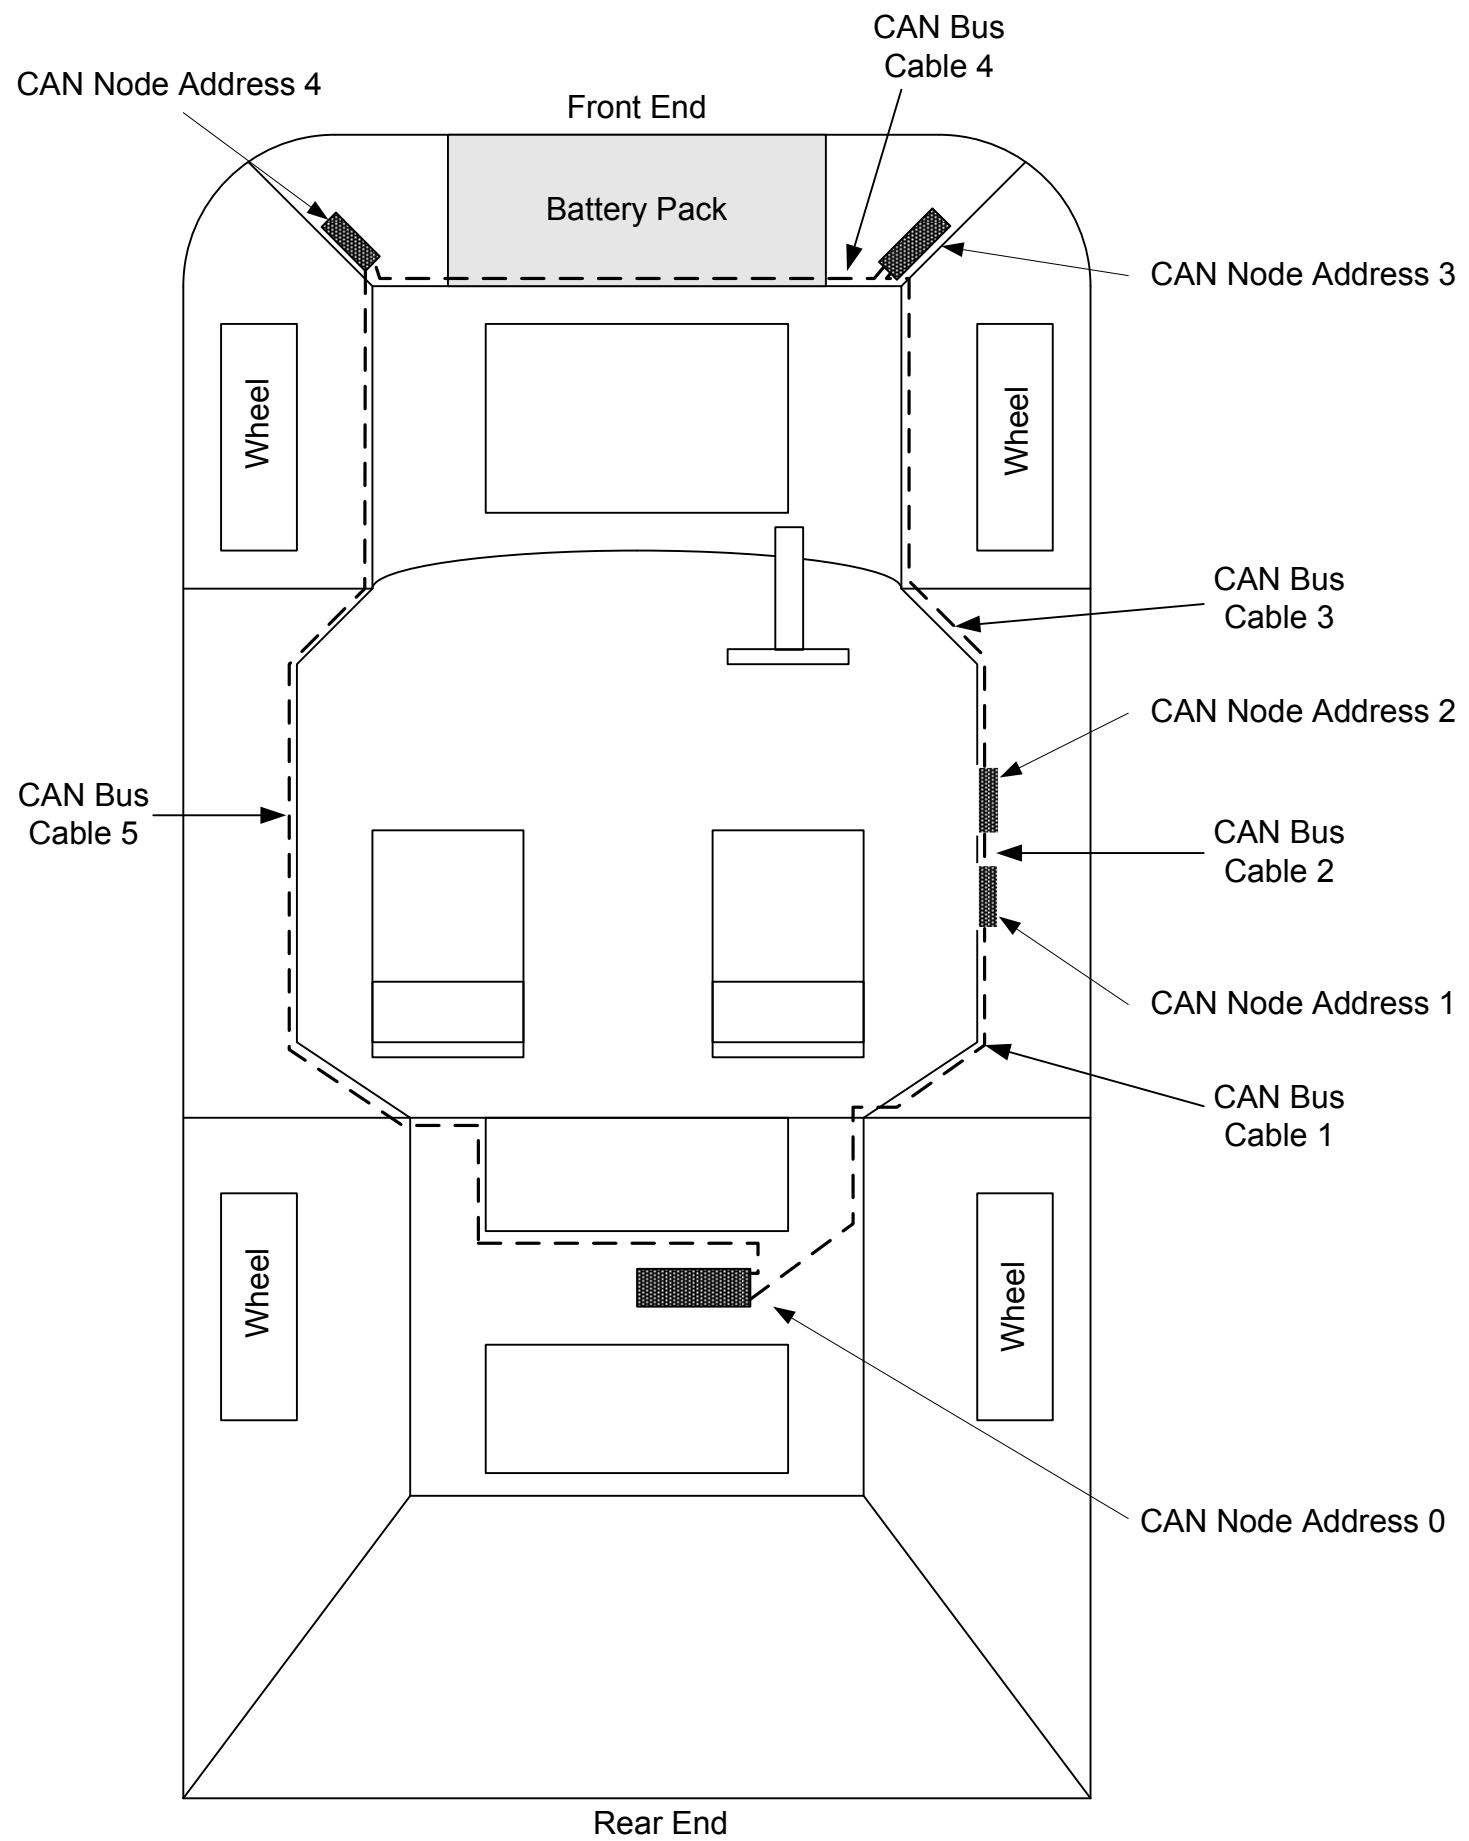 CAN Bus
Cable 4
CAN Node Address 4
Front End
Battery Pack
CAN Node Address 3
Wheel
Wheel
CAN Bus
Cable 3
CAN Node Address 2
CAN Bus
Cable 5
CAN Bus
Cable 2
CAN Node Address 1
CAN Bus
Cable 1
Wheel
Wheel
CAN Node Address 0
Rear End